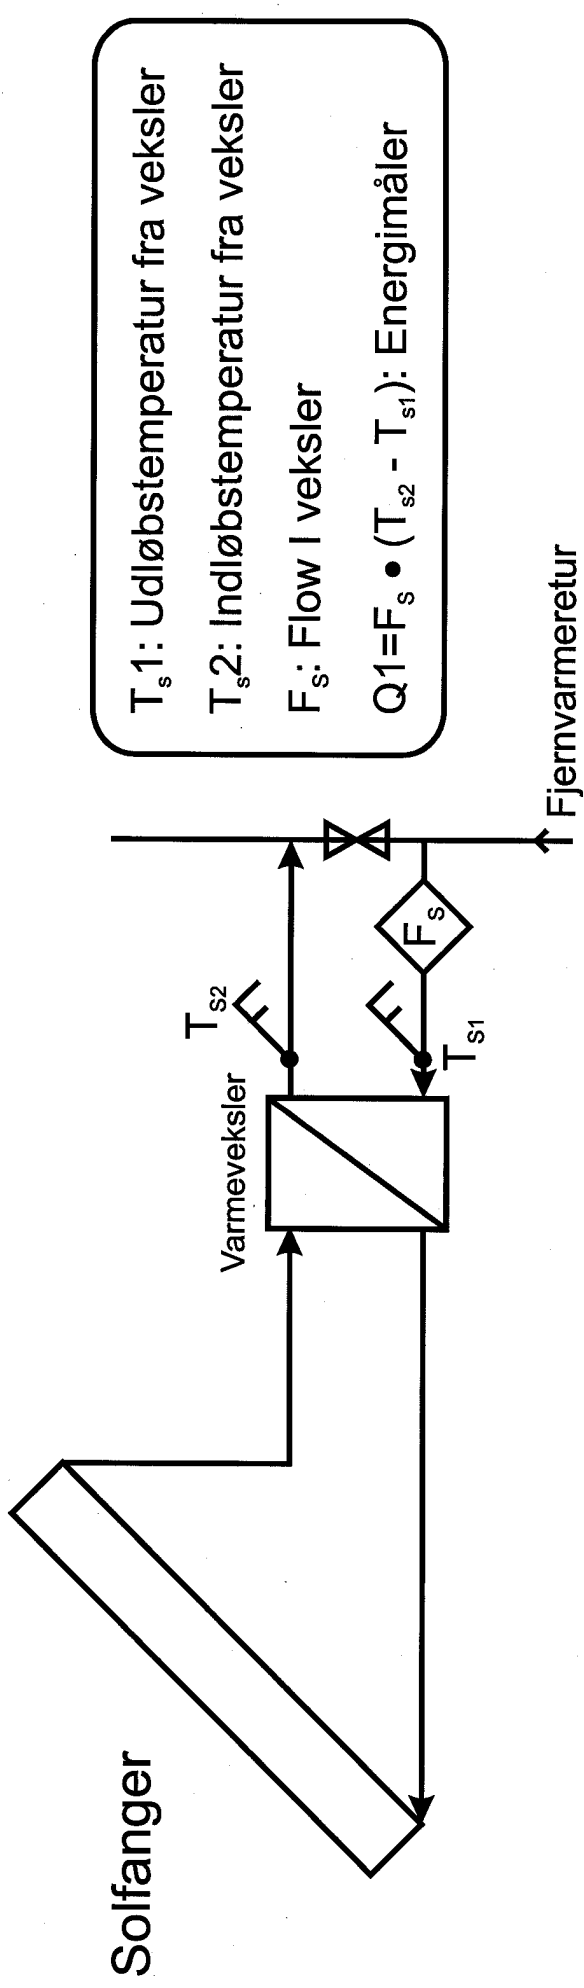 Solfanger
Varmeveksler
T_s2
T_s1
F_s
Fjernvarmeretur
T_s1: Udløbstemperatur fra veksler
T_s2: Indløbstemperatur fra veksler
F_s: Flow I veksler
Q1=F_s • (T_s2 - T_s1): Energimåler